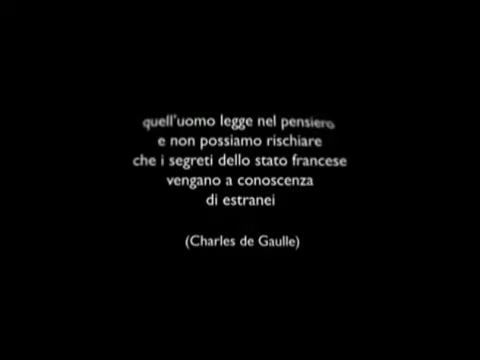 quell'uomo legge nel pensiero
e non possiamo rischiare
che i segreti dello stato francese
vengano a conoscenza
di estranei
(Charles de Gaulle)